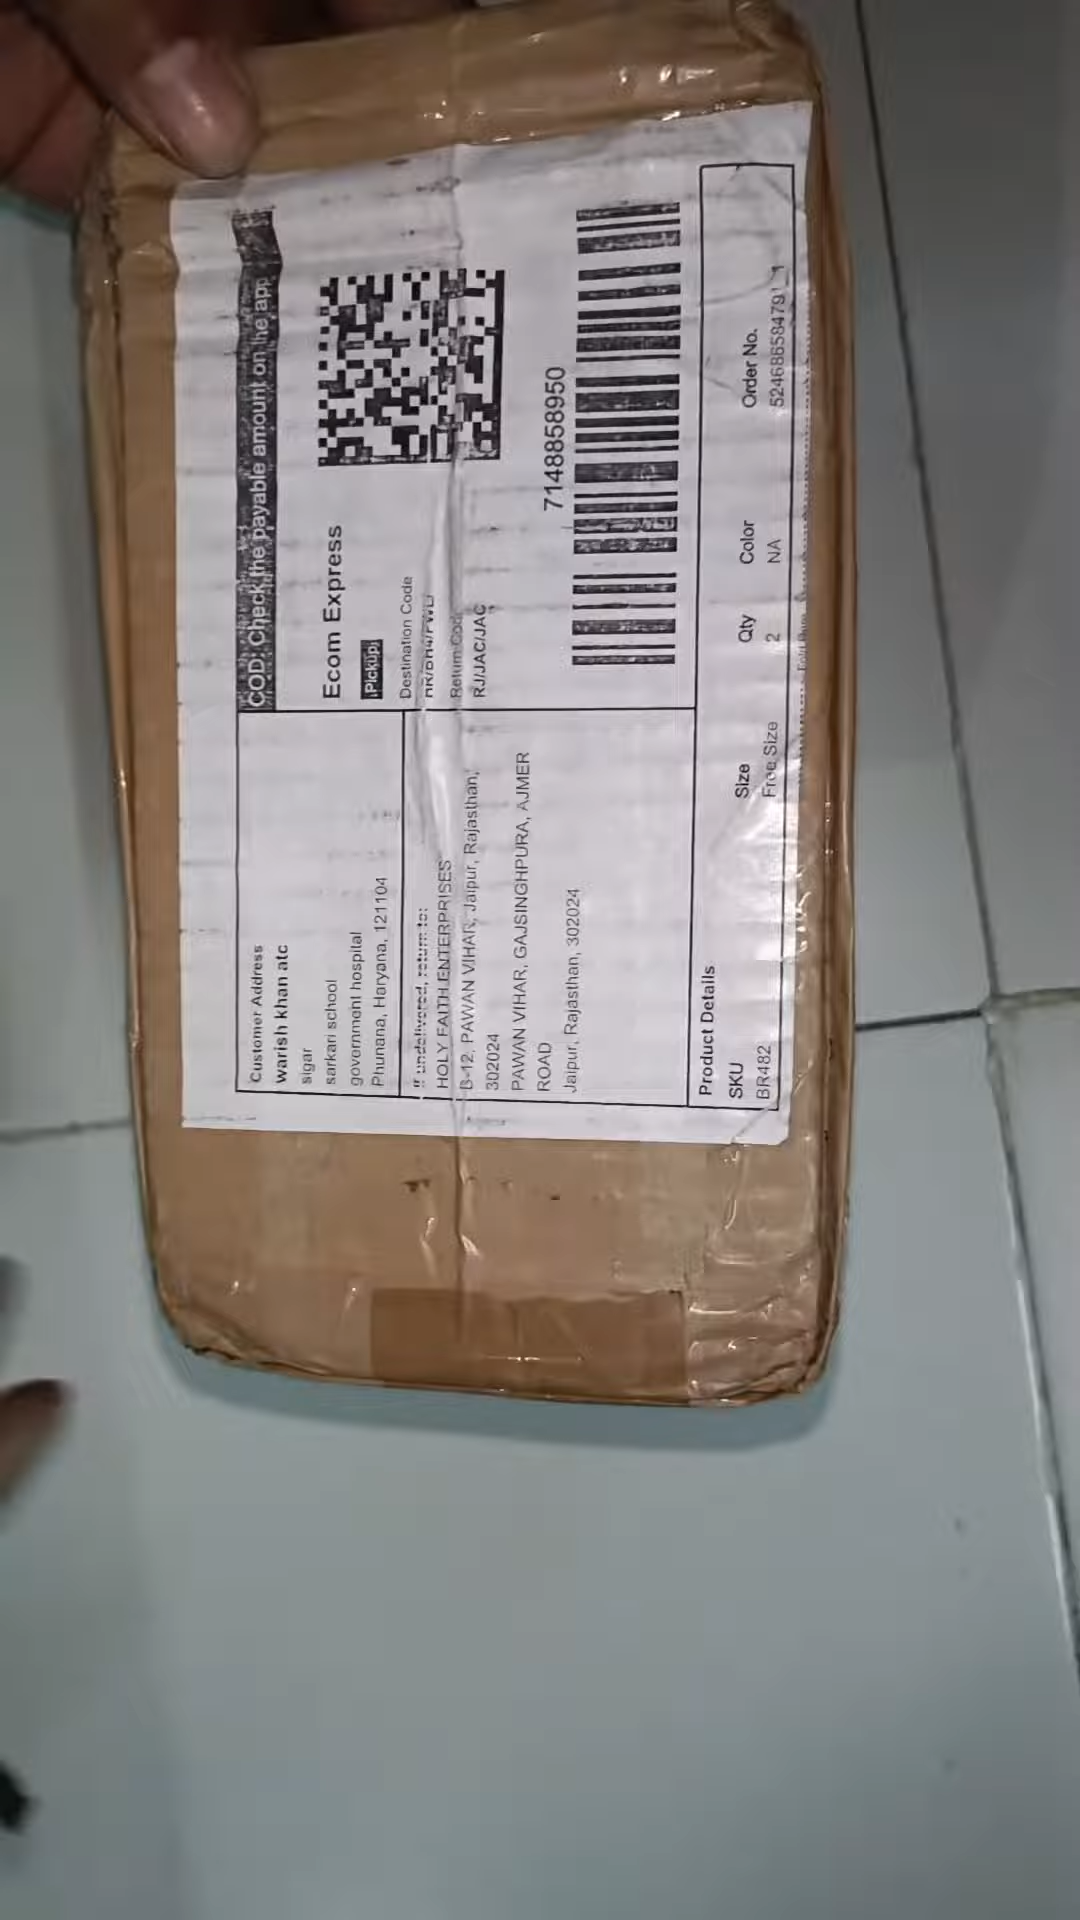 Customer Address
warish khan atc
sigar
sarkari school
government hospital
Phunana, Haryana, 121104
If undelivered, return to:
HOLY FAITH ENTERPRISES
B-12, PAWAN VIHAR, Jaipur, Rajasthan,
302024
PAWAN VIHAR, GAJSINGHPURA, AJMER
ROAD
Jaipur, Rajasthan, 302024
COD: Check the payable amount on the app
Ecom Express
Pickup
Destination Code
Return Code
RJ/JAC/JAC
7148858950
Product Details
SKU Size Qty Color Order No.
BR482 Free Size 2 NA